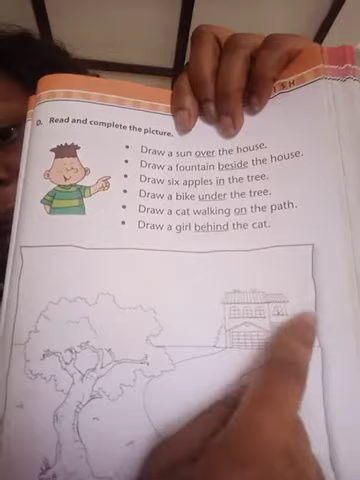 ISH
D. Read and complete the picture.
• Draw a sun over the house.
• Draw a fountain beside the house.
• Draw six apples in the tree.
• Draw a bike under the tree.
• Draw a cat walking on the path.
• Draw a girl behind the cat.